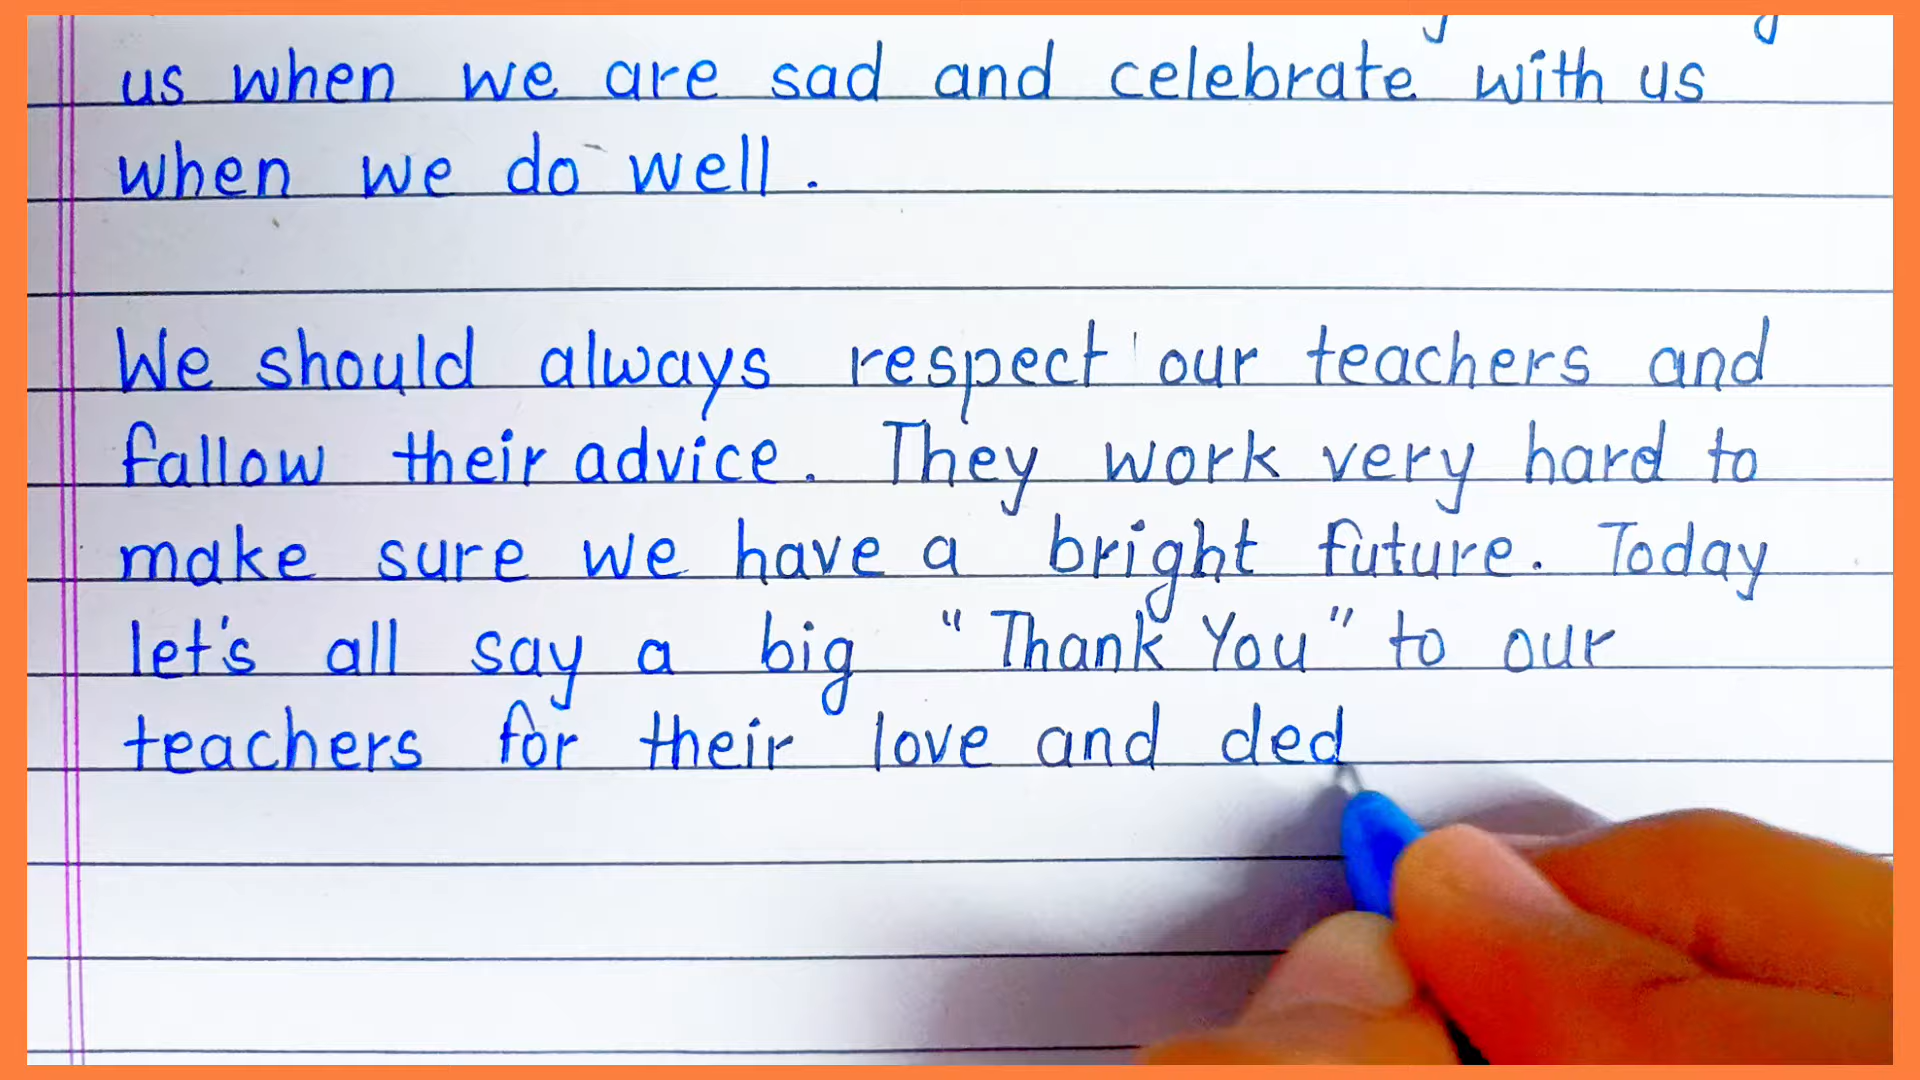 us when we are sad and celebrate with us
when we do well.
We should always respect our teachers and
fallow their advice. They work very hard to
make sure we have a bright future. Today
let's all say a big "Thank You" to our
teachers for their love and ded